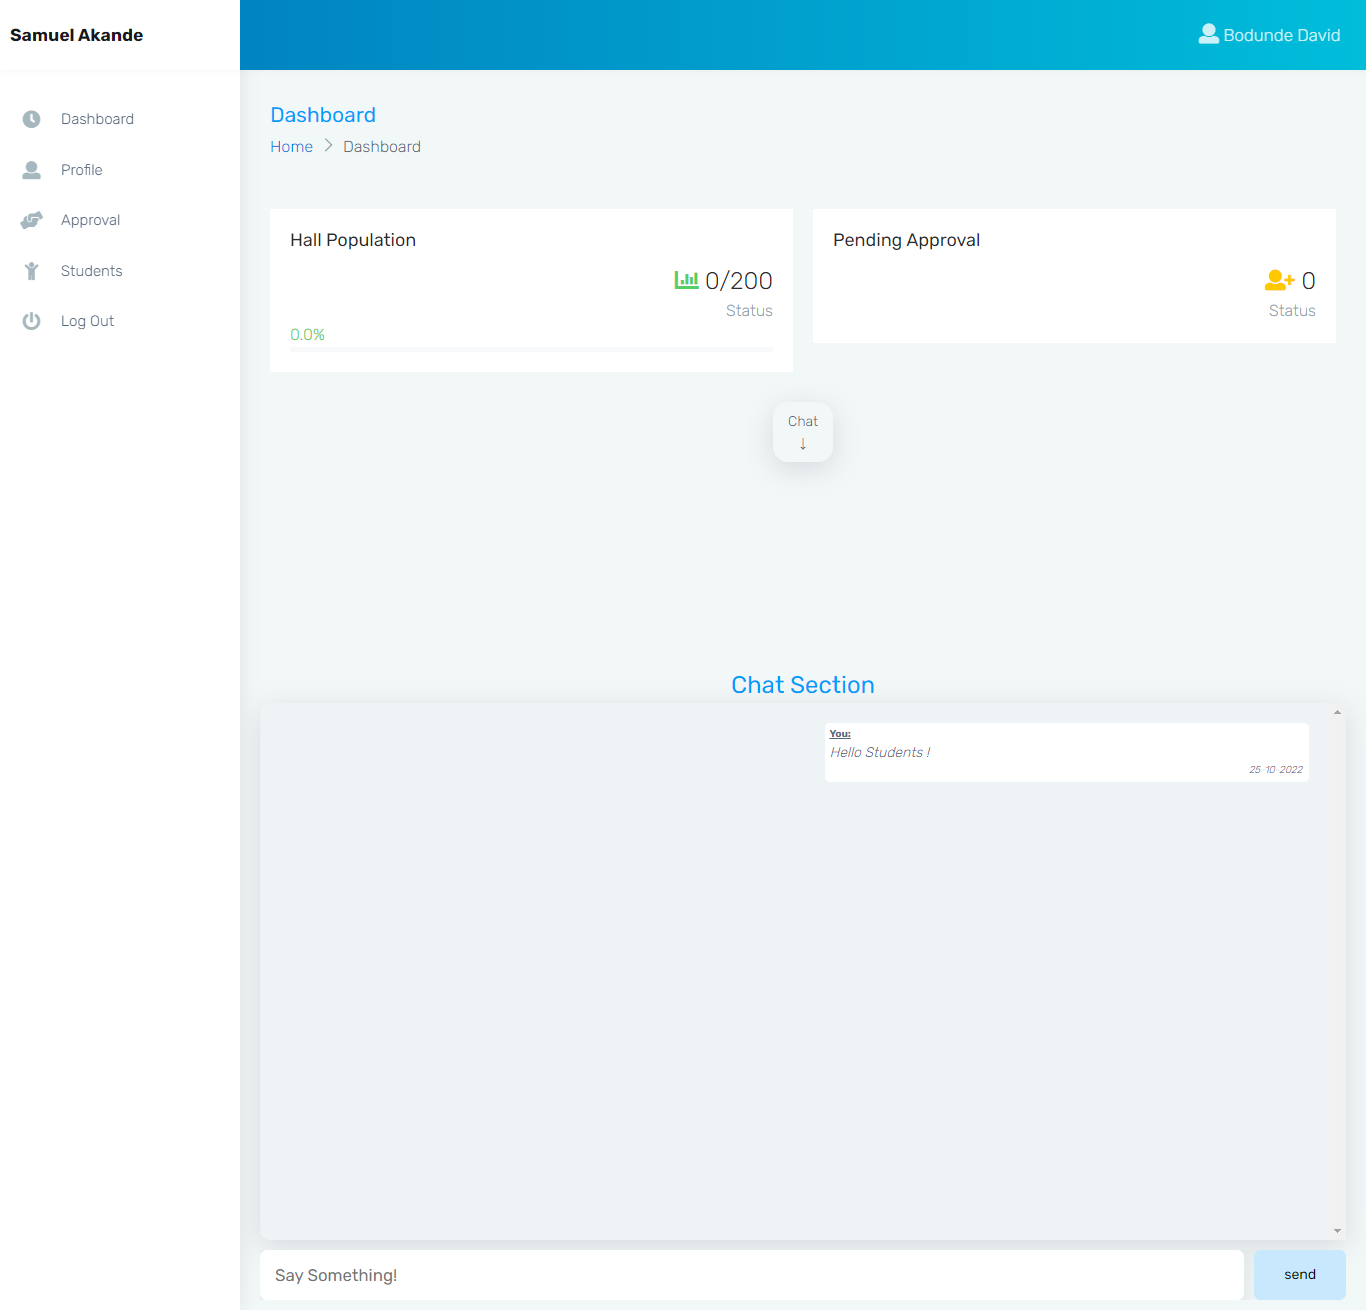 Samuel Akande
Bodunde David
Dashboard
Profile
Approval
Students
Log Out
Dashboard
Home > Dashboard
Hall Population
0/200
Status
0.0%
Pending Approval
0
Status
Chat
↓
Chat Section
You:
Hello Students !
25-10-2022
Say Something!
send